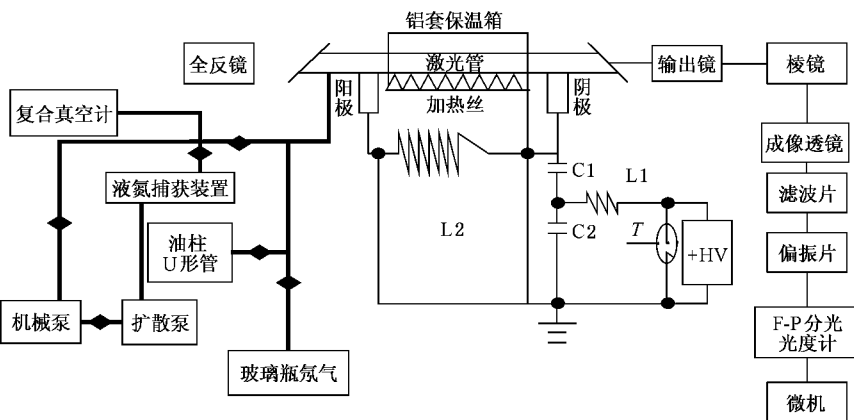 铝套保温箱
全反镜
激光管
输出镜
棱镜
阳极
加热丝
阴极
复合真空计
成像透镜
C1
L1
液氮捕获装置
滤波片
L2
C2
T
油柱
U形管
+HV
偏振片
机械泵
扩散泵
F-P分光
光度计
玻璃瓶氖气
微机